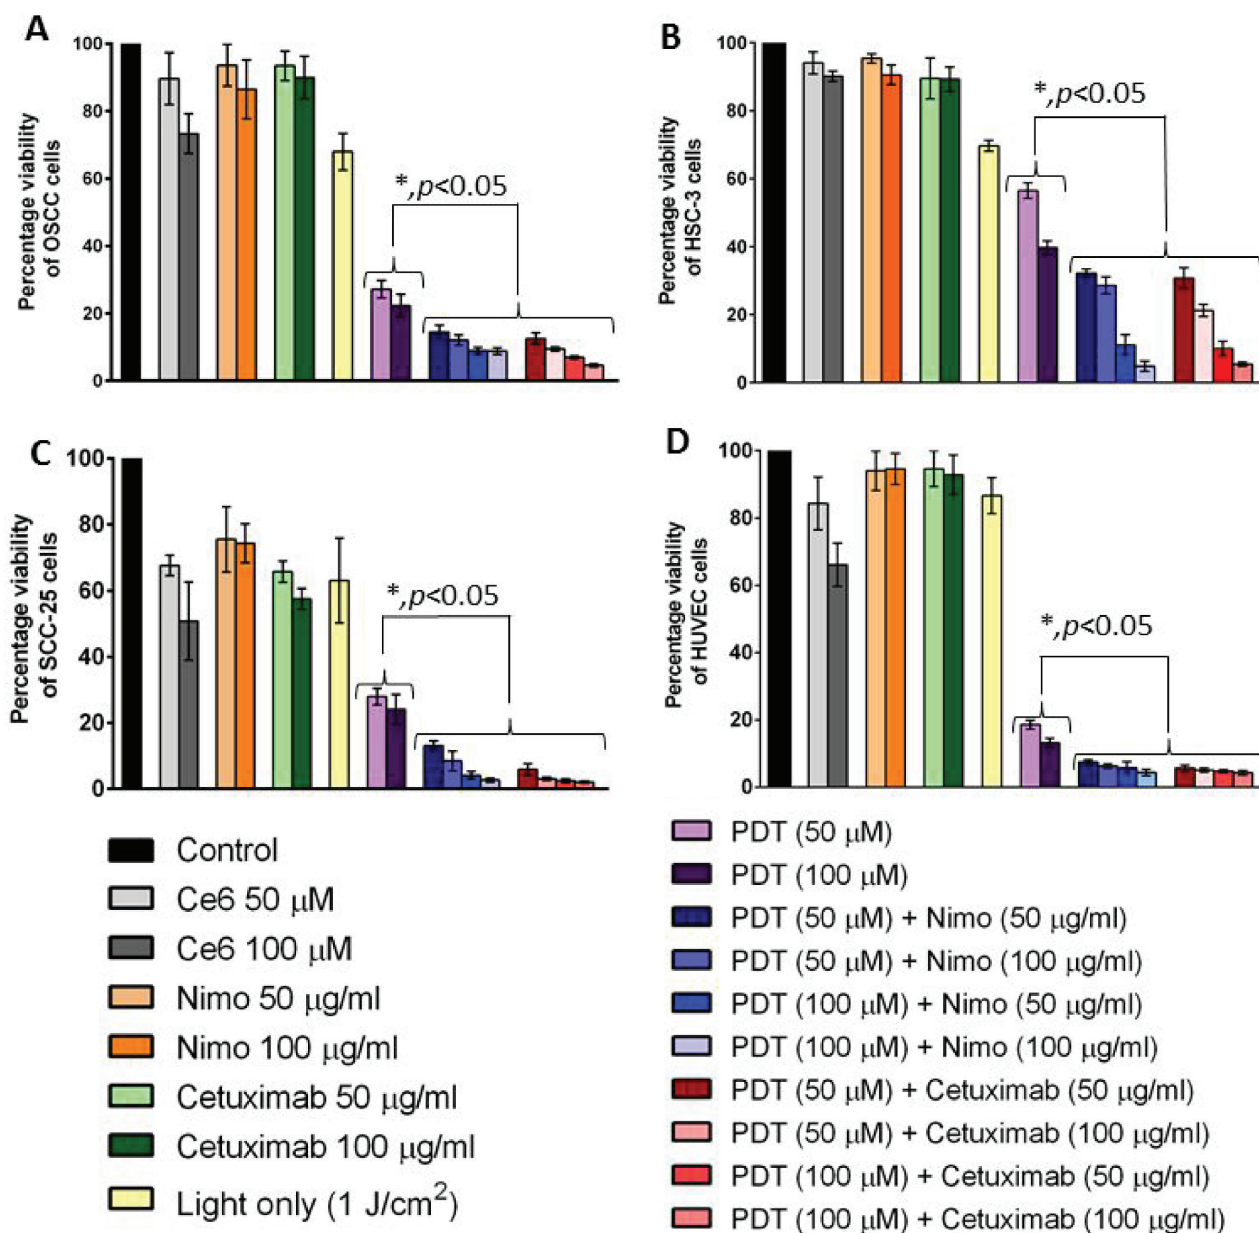 A
Percentage viability
of OSCC cells
100
80
60
40
20
0
*,p<0.05
B
Percentage viability
of HSC-3 cells
100
80
60
40
20
0
*,p<0.05
C
Percentage viability
of SCC-25 cells
100
80
60
40
20
0
*,p<0.05
D
Percentage viability
of HUVEC cells
100
80
60
40
20
0
*,p<0.05
Control
Ce6 50 µM
Ce6 100 µM
Nimo 50 µg/ml
Nimo 100 µg/ml
Cetuximab 50 µg/ml
Cetuximab 100 µg/ml
Light only (1 J/cm²)
PDT (50 µM)
PDT (100 µM)
PDT (50 µM) + Nimo (50 µg/ml)
PDT (50 µM) + Nimo (100 µg/ml)
PDT (100 µM) + Nimo (50 µg/ml)
PDT (100 µM) + Nimo (100 µg/ml)
PDT (50 µM) + Cetuximab (50 µg/ml)
PDT (50 µM) + Cetuximab (100 µg/ml)
PDT (100 µM) + Cetuximab (50 µg/ml)
PDT (100 µM) + Cetuximab (100 µg/ml)